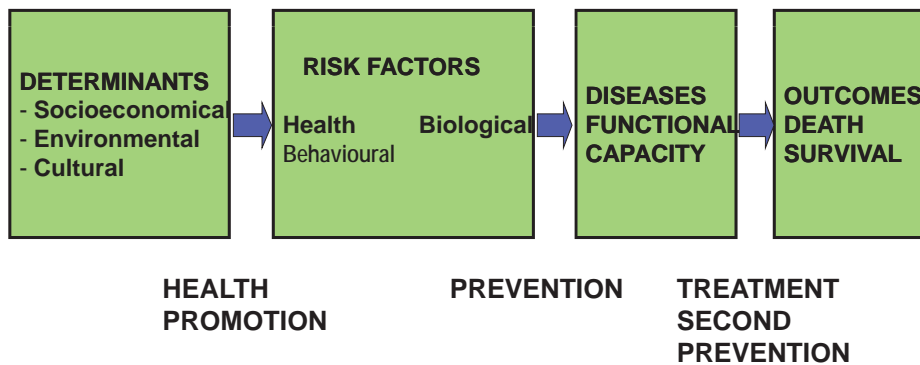 DETERMINANTS
- Socioeconomical
- Environmental
- Cultural
RISK FACTORS
Health Biological
Behavioural
DISEASES
FUNCTIONAL
CAPACITY
OUTCOMES
DEATH
SURVIVAL
HEALTH
PROMOTION
PREVENTION
TREATMENT
SECOND
PREVENTION